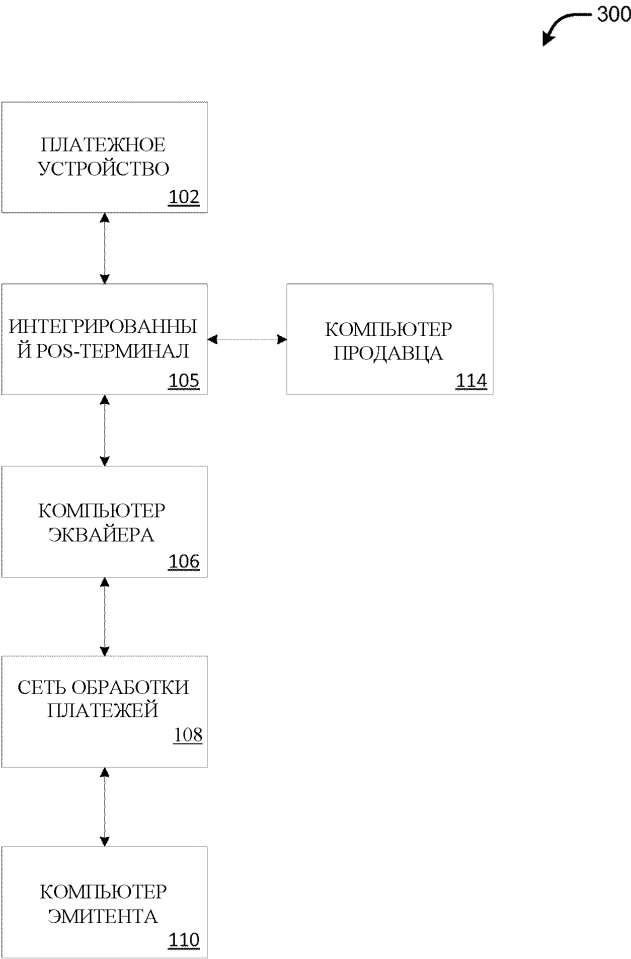 300
ПЛАТЕЖНОЕ
УСТРОЙСТВО
102
ИНТЕГРИРОВАННЫ
Й POS-ТЕРМИНАЛ
105
КОМПЬЮТЕР
ПРОДАВЦА
114
КОМПЬЮТЕР
ЭКВАЙЕРА
106
СЕТЬ ОБРАБОТКИ
ПЛАТЕЖЕЙ
108
КОМПЬЮТЕР
ЭМИТЕНТА
110